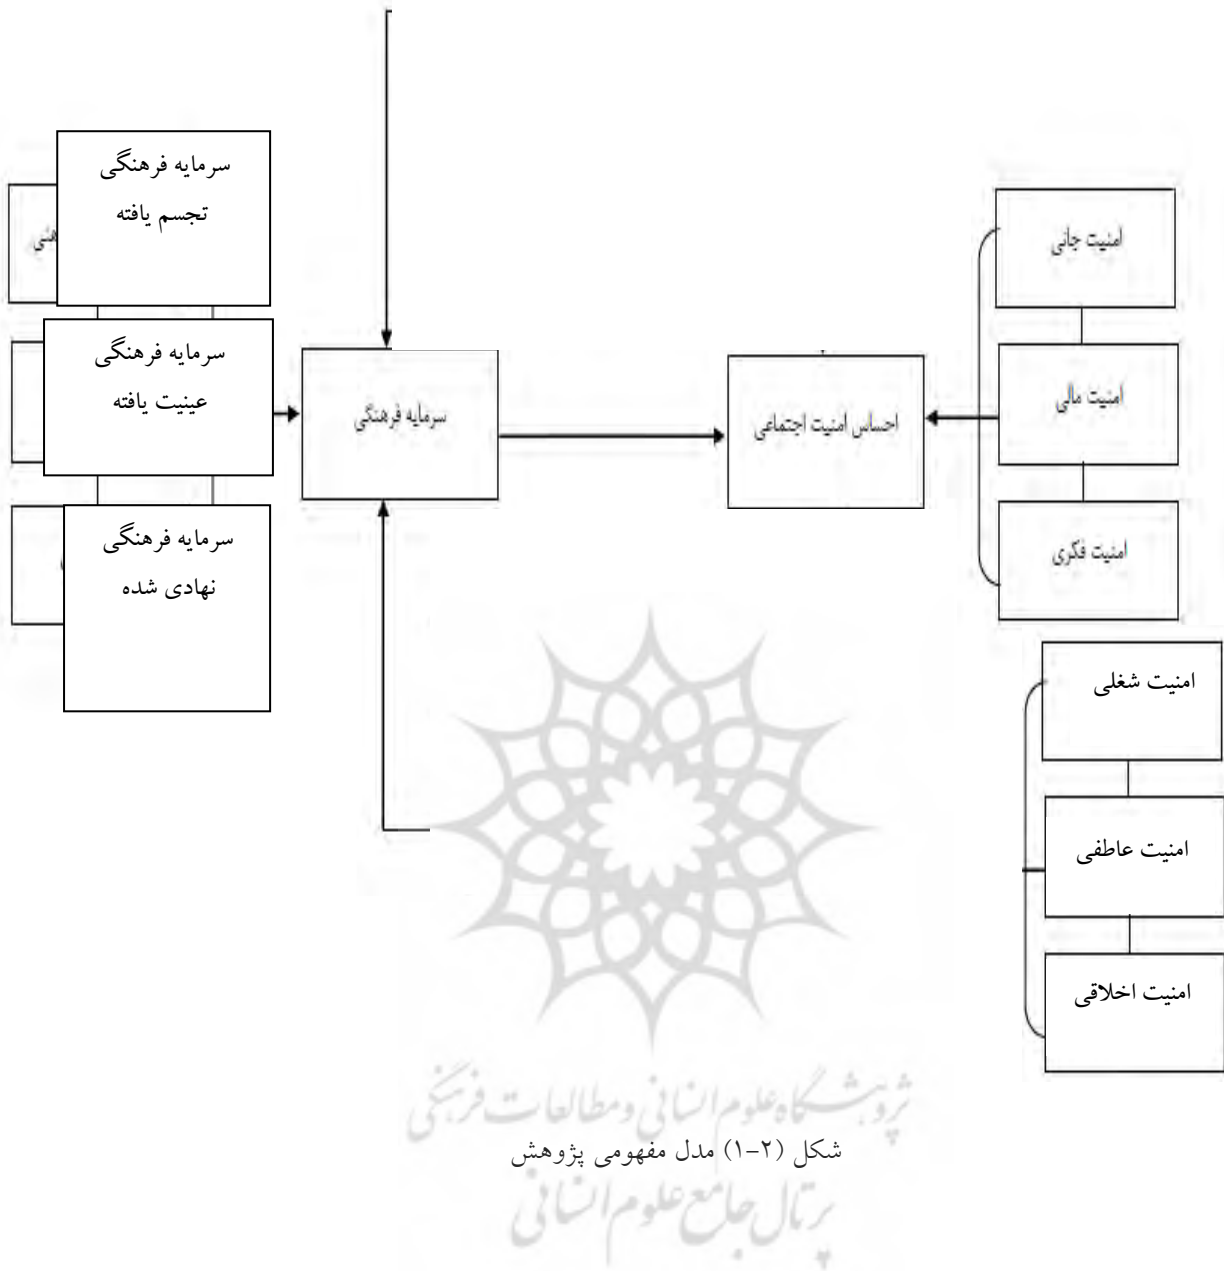 سرمایه فرهنگی
تجسم یافته
سرمایه فرهنگی
عینیت یافته
سرمایه فرهنگی
نهادی شده
سرمایه فرهنگی
احساس امنیت اجتماعی
امنیت جانی
امنیت مالی
امنیت فکری
امنیت شغلی
امنیت عاطفی
امنیت اخلاقی
پژوهشگاه علوم انسانی و مطالعات فرهنگی
شکل (۲-۱) مدل مفهومی پژوهش
پرتال جامع علوم انسانی